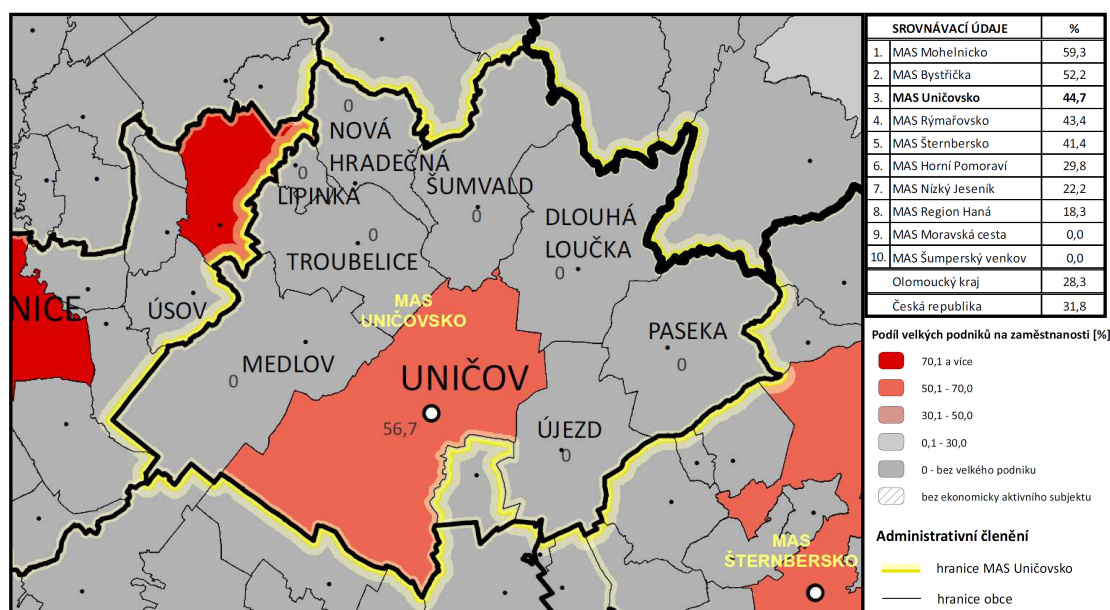 0
NOVÁ
HRADEČNÁ
0
LIPINKA
ŠUMVALD
0
DLOUHÁ
LOUČKA
0
0
TROUBELICE
NICE
ÚSOV
MAS
UNIČOVSKO
PASEKA
0
MEDLOV
0
UNIČOV
56,7
ÚJEZD
0
MAS
ŠTERNBERSKO
SROVNÁVACÍ ÚDAJE %
1. MAS Mohelnicko 59,3
2. MAS Bystřička 52,2
3. MAS Uničovsko 44,7
4. MAS Rýmařovsko 43,4
5. MAS Šternbersko 41,4
6. MAS Horní Pomoraví 29,8
7. MAS Nízký Jeseník 22,2
8. MAS Region Haná 18,3
9. MAS Moravská cesta 0,0
10. MAS Šumperský venkov 0,0
Olomoucký kraj 28,3
Česká republika 31,8
Podíl velkých podniků na zaměstnanosti [%]
70,1 a více
50,1 - 70,0
30,1 - 50,0
0,1 - 30,0
0 - bez velkého podniku
bez ekonomicky aktivního subjektu
Administrativní členění
hranice MAS Uničovsko
hranice obce